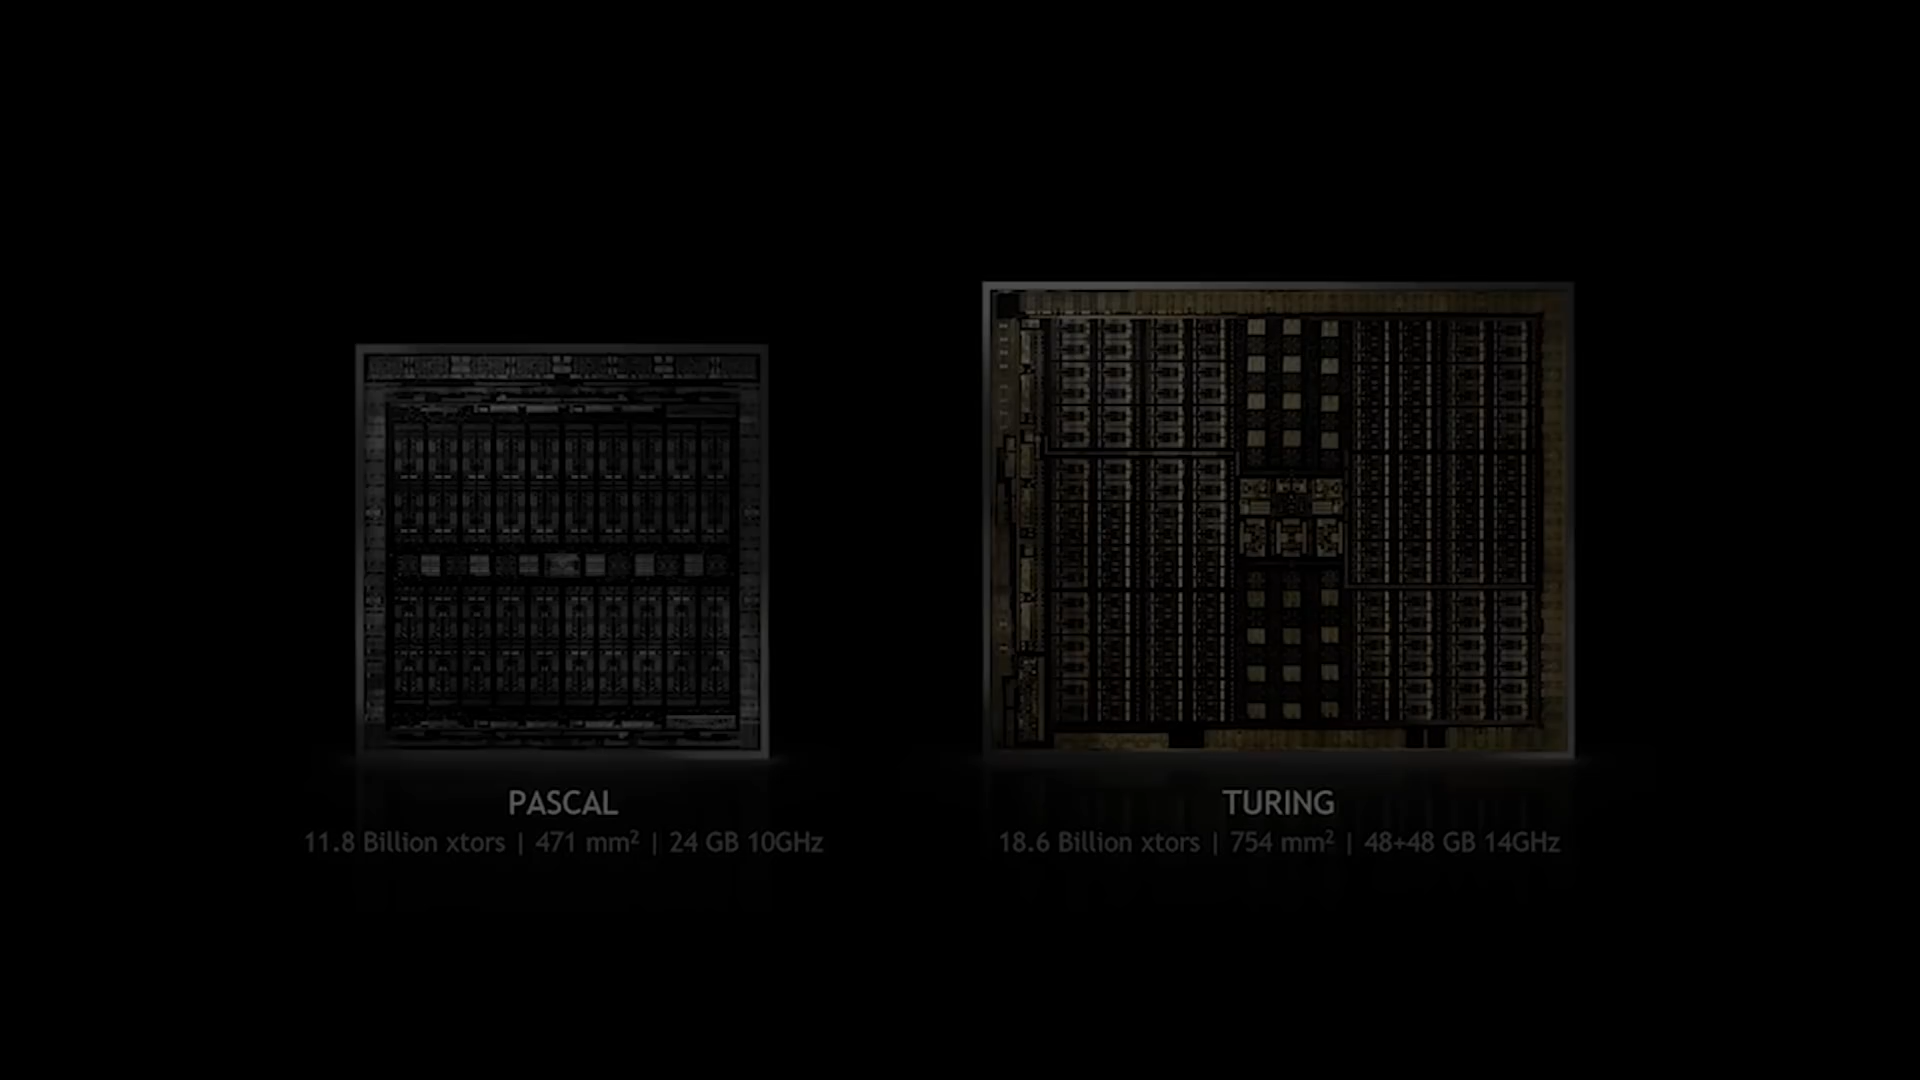 PASCAL
11.8 Billion xtors | 471 mm² | 24 GB 10GHz
TURING
18.6 Billion xtors | 754 mm² | 48+48 GB 14GHz